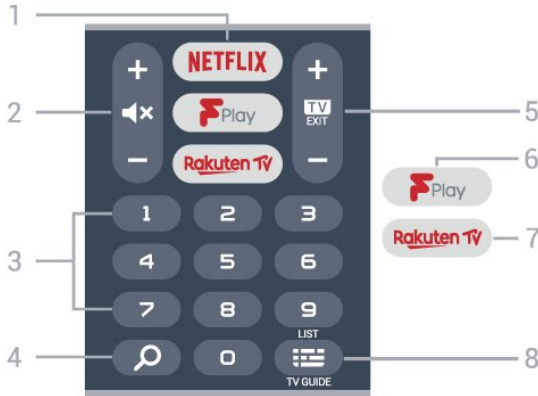 1
NETFLIX
+ +
2
TV
EXIT
5
F Play
- -
Rakuten TV
6
F Play
Rakuten TV
7
1 2 3
3
4 5 6
7 8 9
LIST
4
0
TV GUIDE
8